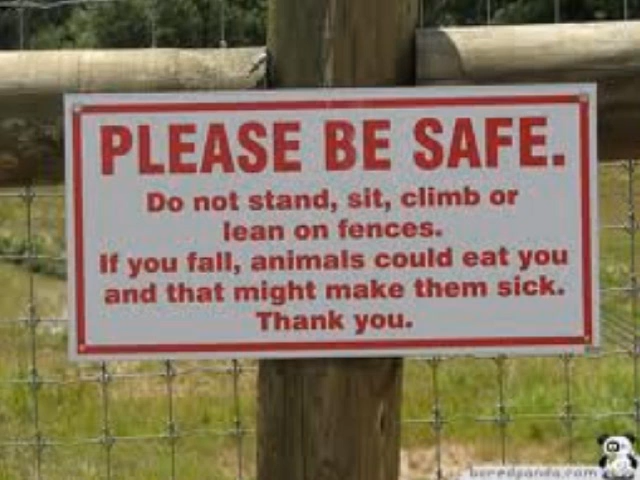 PLEASE BE SAFE.
Do not stand, sit, climb or
lean on fences.
If you fall, animals could eat you
and that might make them sick.
Thank you.
boredpanda.com